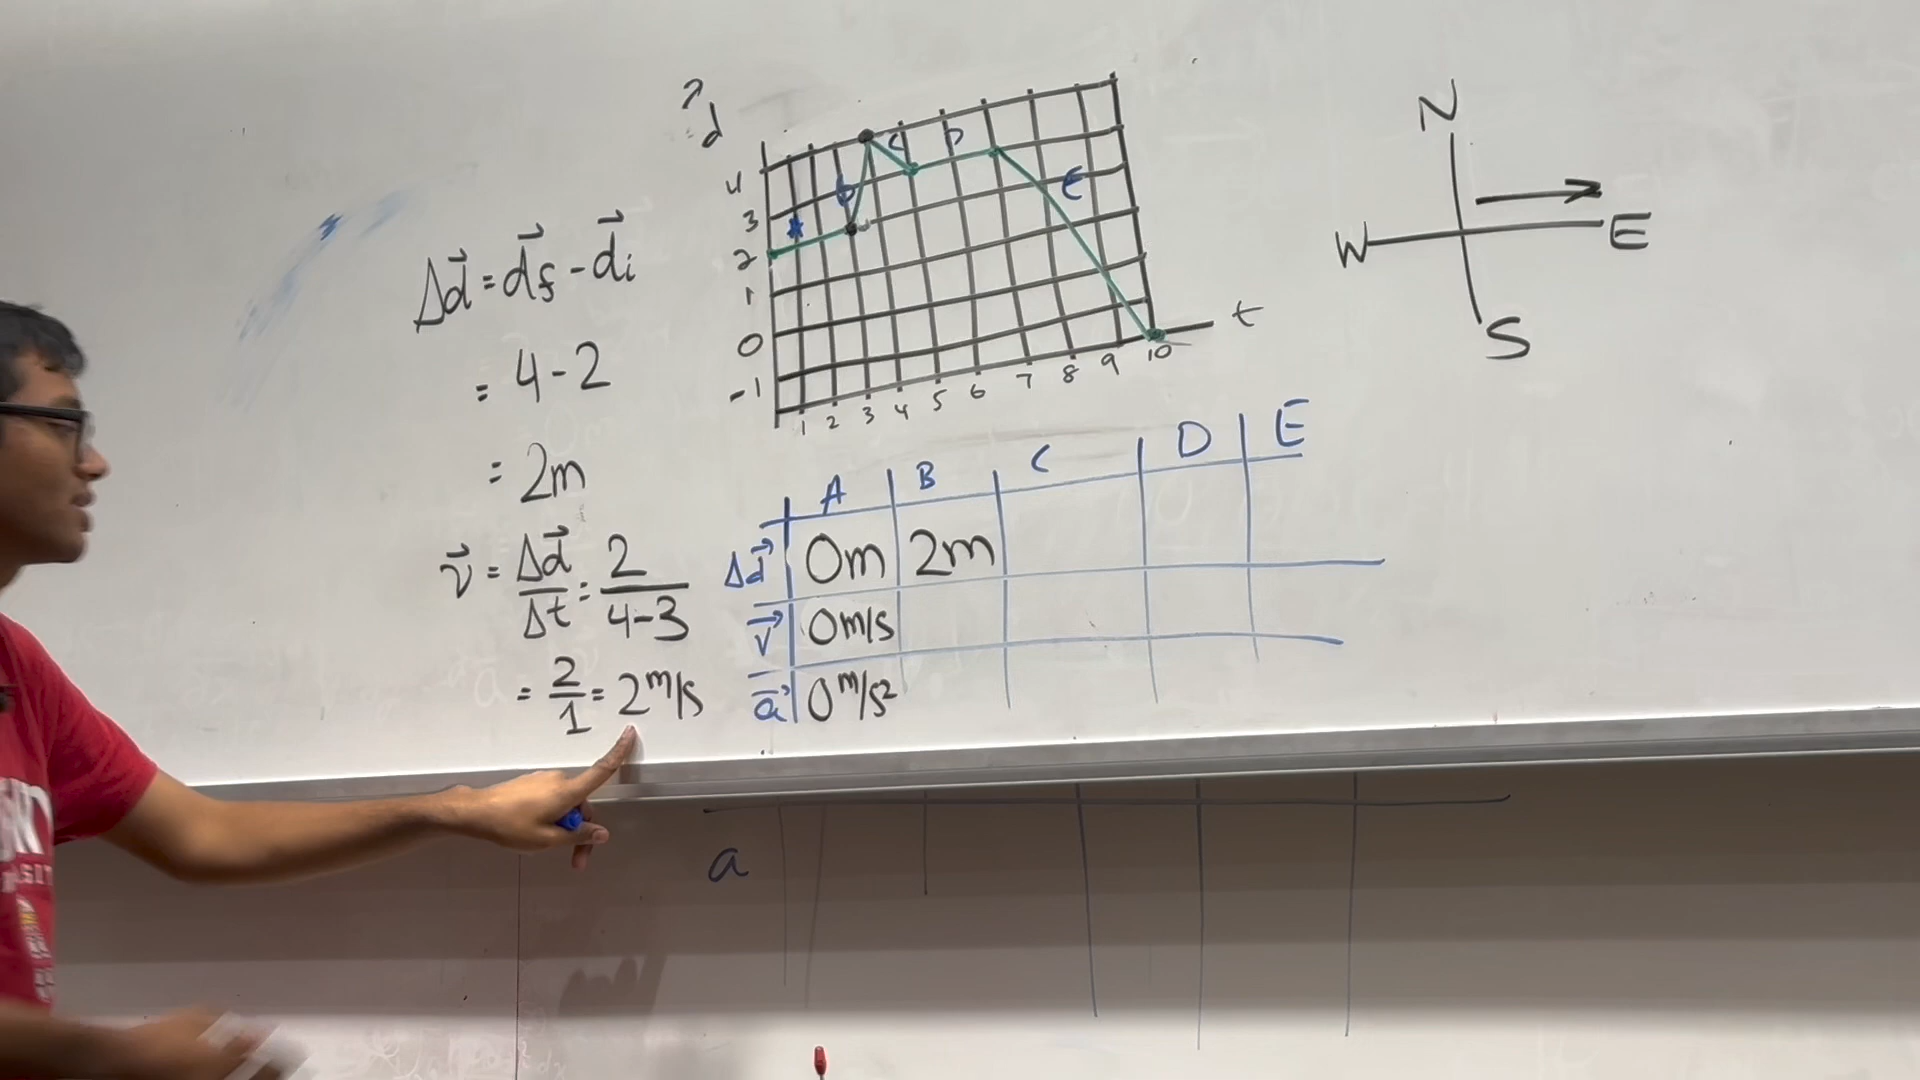 d
4
3
2
1
0
-1
1 2 3 4 5 6 7 8 9 10
t
b C D E
N
W E
S
Δd⃗ = d⃗f - d⃗i
= 4 - 2
= 2m
v⃗ = Δd⃗/Δt = 2/(4-3)
= 2/1 = 2 m/s
A B C D E
Δd⃗ 0m 2m
v⃗ 0m/s
a⃗ 0 m/s²
a